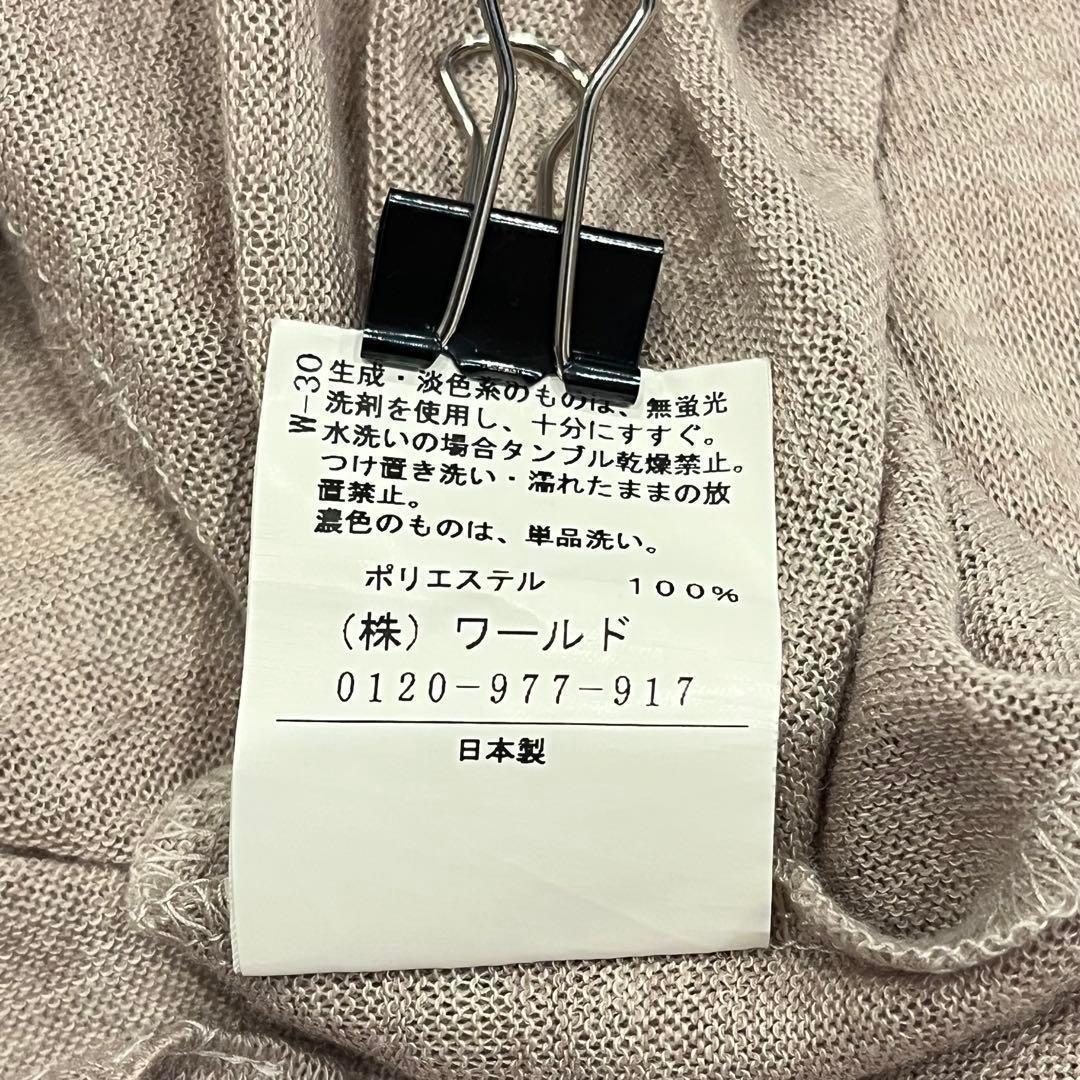 W-30
生成・淡色系のものは、無蛍光
洗剤を使用し、十分にすすぐ。
水洗いの場合タンブル乾燥禁止。
つけ置き洗い・濡れたままの放
置禁止。
濃色のものは、単品洗い。
ポリエステル 100%
(株) ワールド
0120-977-917
日本製